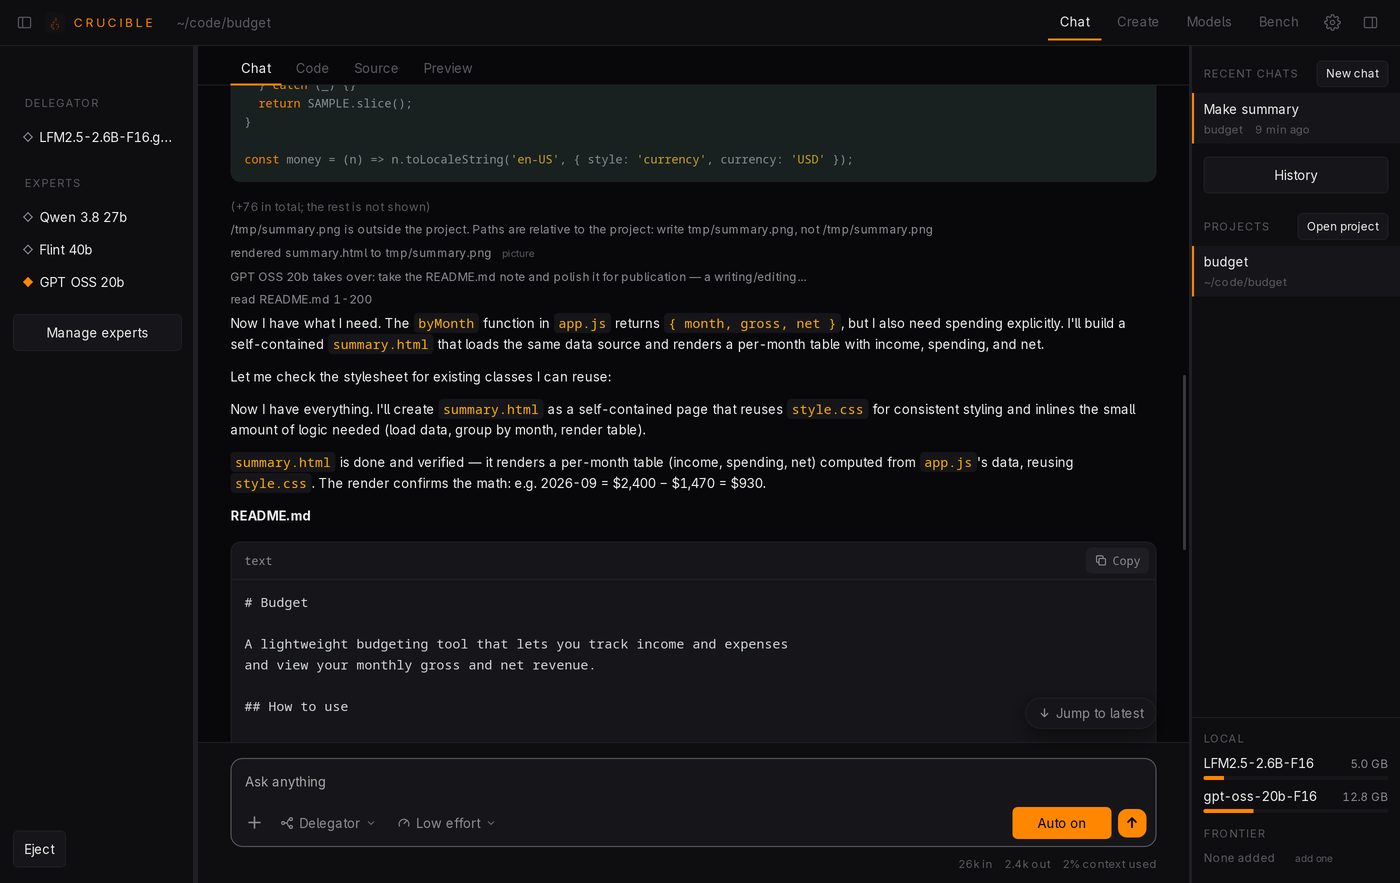 CRUCIBLE
~/code/budget
Chat
Create
Models
Bench
DELEGATOR
LFM2.5-2.6B-F16.g...
EXPERTS
Qwen 3.8 27b
Flint 40b
GPT OSS 20b
Manage experts
Eject
Chat
Code
Source
Preview
} catch (_) {}
return SAMPLE.slice();
}
const money = (n) => n.toLocaleString('en-US', { style: 'currency', currency: 'USD' });
(+76 in total; the rest is not shown)
/tmp/summary.png is outside the project. Paths are relative to the project: write tmp/summary.png, not /tmp/summary.png
rendered summary.html to tmp/summary.png picture
GPT OSS 20b takes over: take the README.md note and polish it for publication — a writing/editing...
read README.md 1-200
Now I have what I need. The byMonth function in app.js returns { month, gross, net }, but I also need spending explicitly. I'll build a
self-contained summary.html that loads the same data source and renders a per-month table with income, spending, and net.
Let me check the stylesheet for existing classes I can reuse:
Now I have everything. I'll create summary.html as a self-contained page that reuses style.css for consistent styling and inlines the small
amount of logic needed (load data, group by month, render table).
summary.html is done and verified — it renders a per-month table (income, spending, net) computed from app.js's data, reusing
style.css. The render confirms the math: e.g. 2026-09 = $2,400 − $1,470 = $930.
README.md
text
Copy
# Budget
A lightweight budgeting tool that lets you track income and expenses
and view your monthly gross and net revenue.
## How to use
Jump to latest
Ask anything
Delegator
Low effort
Auto on
26k in 2.4k out 2% context used
RECENT CHATS
New chat
Make summary
budget 9 min ago
History
PROJECTS
Open project
budget
~/code/budget
LOCAL
LFM2.5-2.6B-F16 5.0 GB
gpt-oss-20b-F16 12.8 GB
FRONTIER
None added add one